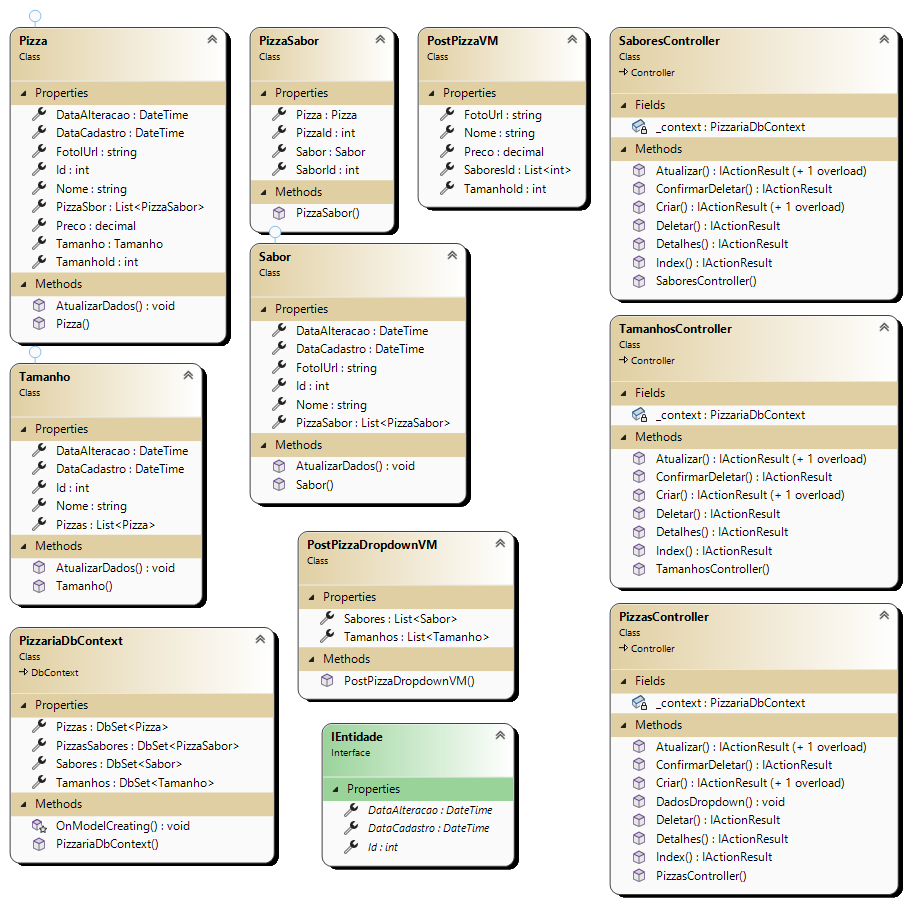 Pizza
Class
Properties
DataAlteracao : DateTime
DataCadastro : DateTime
FotolUrl : string
Id : int
Nome : string
PizzaSbor : List<PizzaSabor>
Preco : decimal
Tamanho : Tamanho
TamanhoId : int
Methods
AtualizarDados() : void
Pizza()
PizzaSabor
Class
Properties
Pizza : Pizza
PizzaId : int
Sabor : Sabor
SaborId : int
Methods
PizzaSabor()
PostPizzaVM
Class
Properties
FotoUrl : string
Nome : string
Preco : decimal
SaboresId : List<int>
TamanhoId : int
SaboresController
Class
Controller
Fields
_context : PizzariaDbContext
Methods
Atualizar() : IActionResult (+ 1 overload)
ConfirmarDeletar() : IActionResult
Criar() : IActionResult (+ 1 overload)
Deletar() : IActionResult
Detalhes() : IActionResult
Index() : IActionResult
SaboresController()
Sabor
Class
Properties
DataAlteracao : DateTime
DataCadastro : DateTime
FotolUrl : string
Id : int
Nome : string
PizzaSabor : List<PizzaSabor>
Methods
AtualizarDados() : void
Sabor()
TamanhosController
Class
Controller
Fields
_context : PizzariaDbContext
Methods
Atualizar() : IActionResult (+ 1 overload)
ConfirmarDeletar() : IActionResult
Criar() : IActionResult (+ 1 overload)
Deletar() : IActionResult
Detalhes() : IActionResult
Index() : IActionResult
TamanhosController()
Tamanho
Class
Properties
DataAlteracao : DateTime
DataCadastro : DateTime
Id : int
Nome : string
Pizzas : List<Pizza>
Methods
AtualizarDados() : void
Tamanho()
PostPizzaDropdownVM
Class
Properties
Sabores : List<Sabor>
Tamanhos : List<Tamanho>
Methods
PostPizzaDropdownVM()
PizzasController
Class
Controller
Fields
_context : PizzariaDbContext
Methods
Atualizar() : IActionResult (+ 1 overload)
ConfirmarDeletar() : IActionResult
Criar() : IActionResult (+ 1 overload)
DadosDropdown() : void
Deletar() : IActionResult
Detalhes() : IActionResult
Index() : IActionResult
PizzasController()
PizzariaDbContext
Class
DbContext
Properties
Pizzas : DbSet<Pizza>
PizzasSabores : DbSet<PizzaSabor>
Sabores : DbSet<Sabor>
Tamanhos : DbSet<Tamanho>
Methods
OnModelCreating() : void
PizzariaDbContext()
IEntidade
Interface
Properties
DataAlteracao : DateTime
DataCadastro : DateTime
Id : int